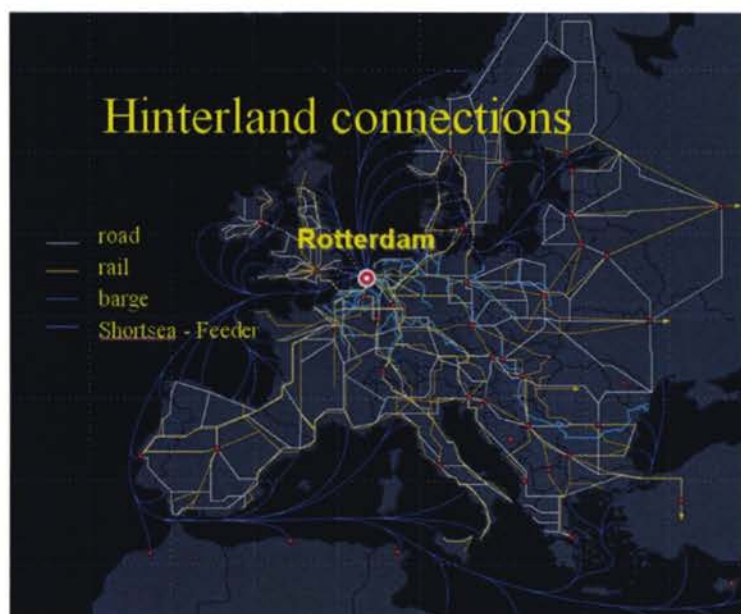 Hinterland connections
road
Rotterdam
rail
barge
Shortsea - Feeder